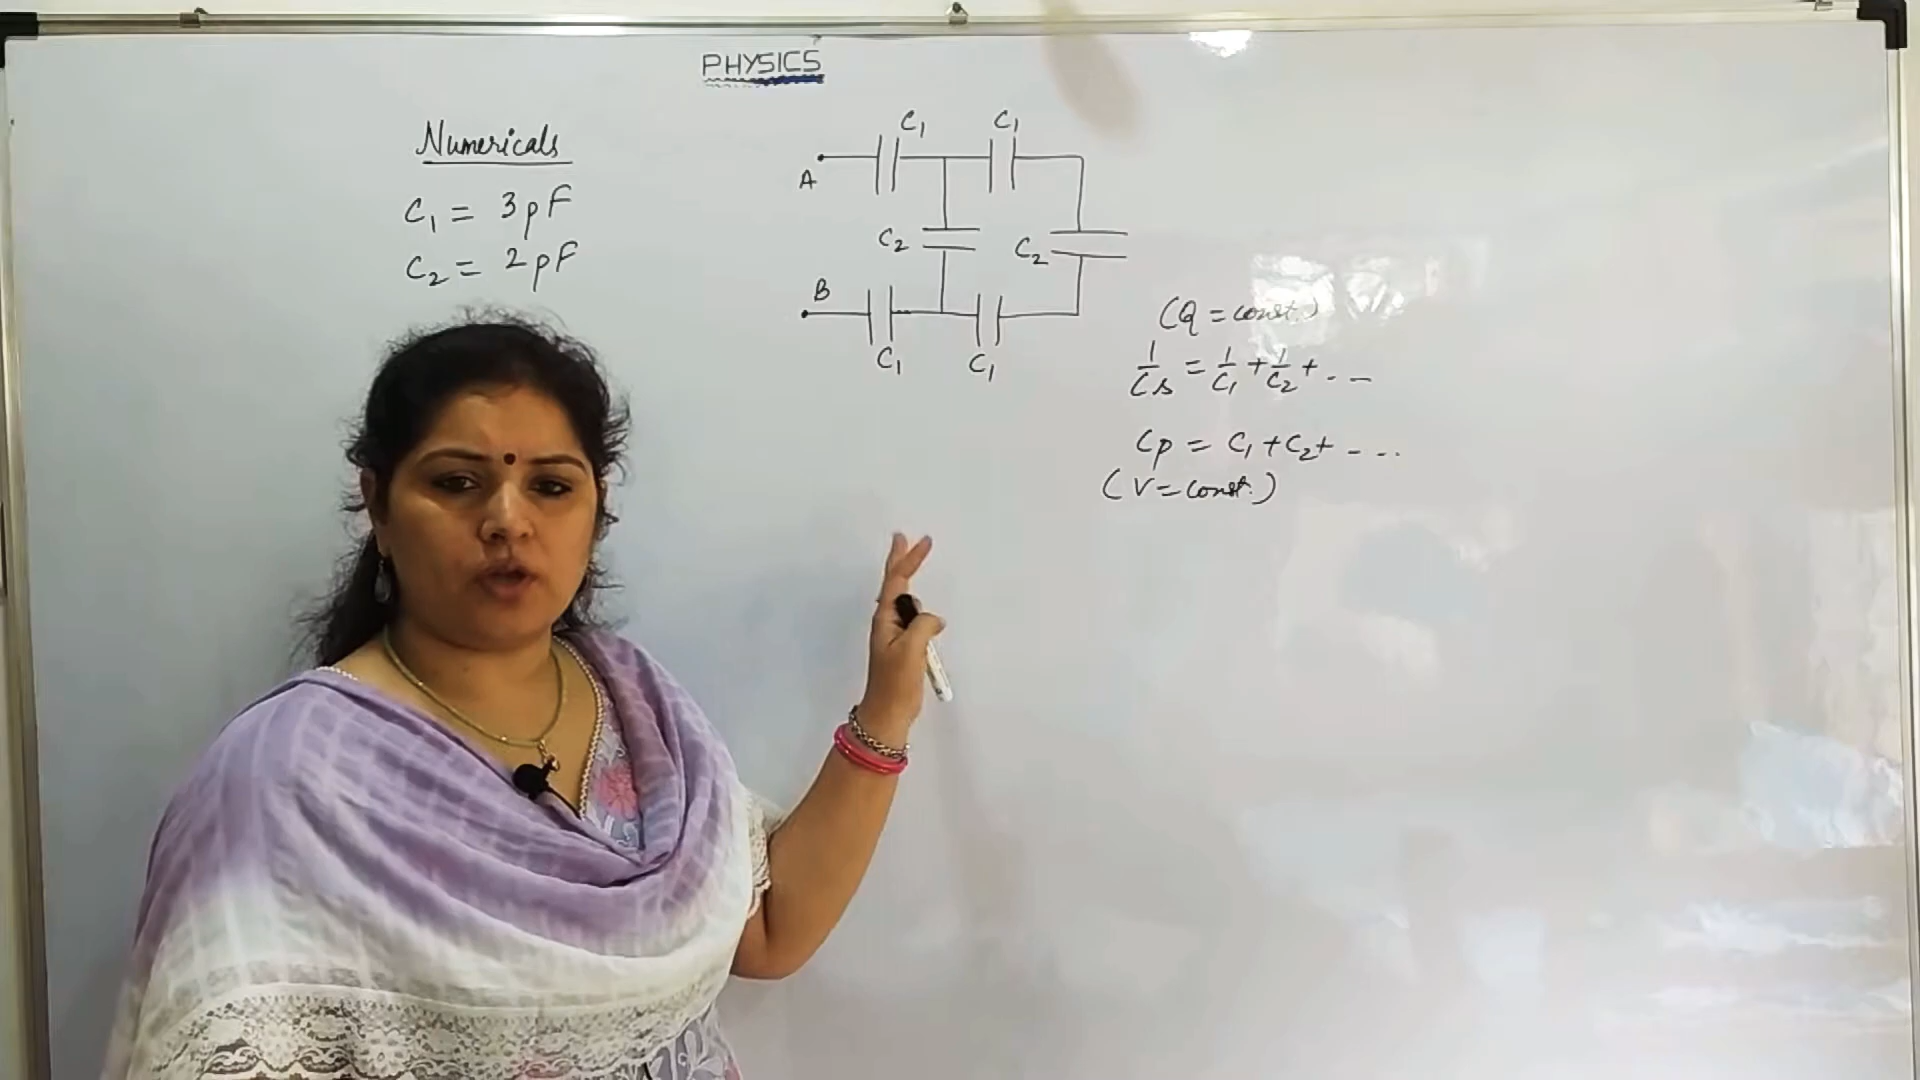 PHYSICS
Numericals
C₁ = 3pF
C₂ = 2pF
C₁ C₁
A
C₂ C₂
B
C₁ C₁
(Q = const.)
1/Cs = 1/C₁ + 1/C₂ + . --
Cp = C₁ + C₂ + - - -
(V = const.)